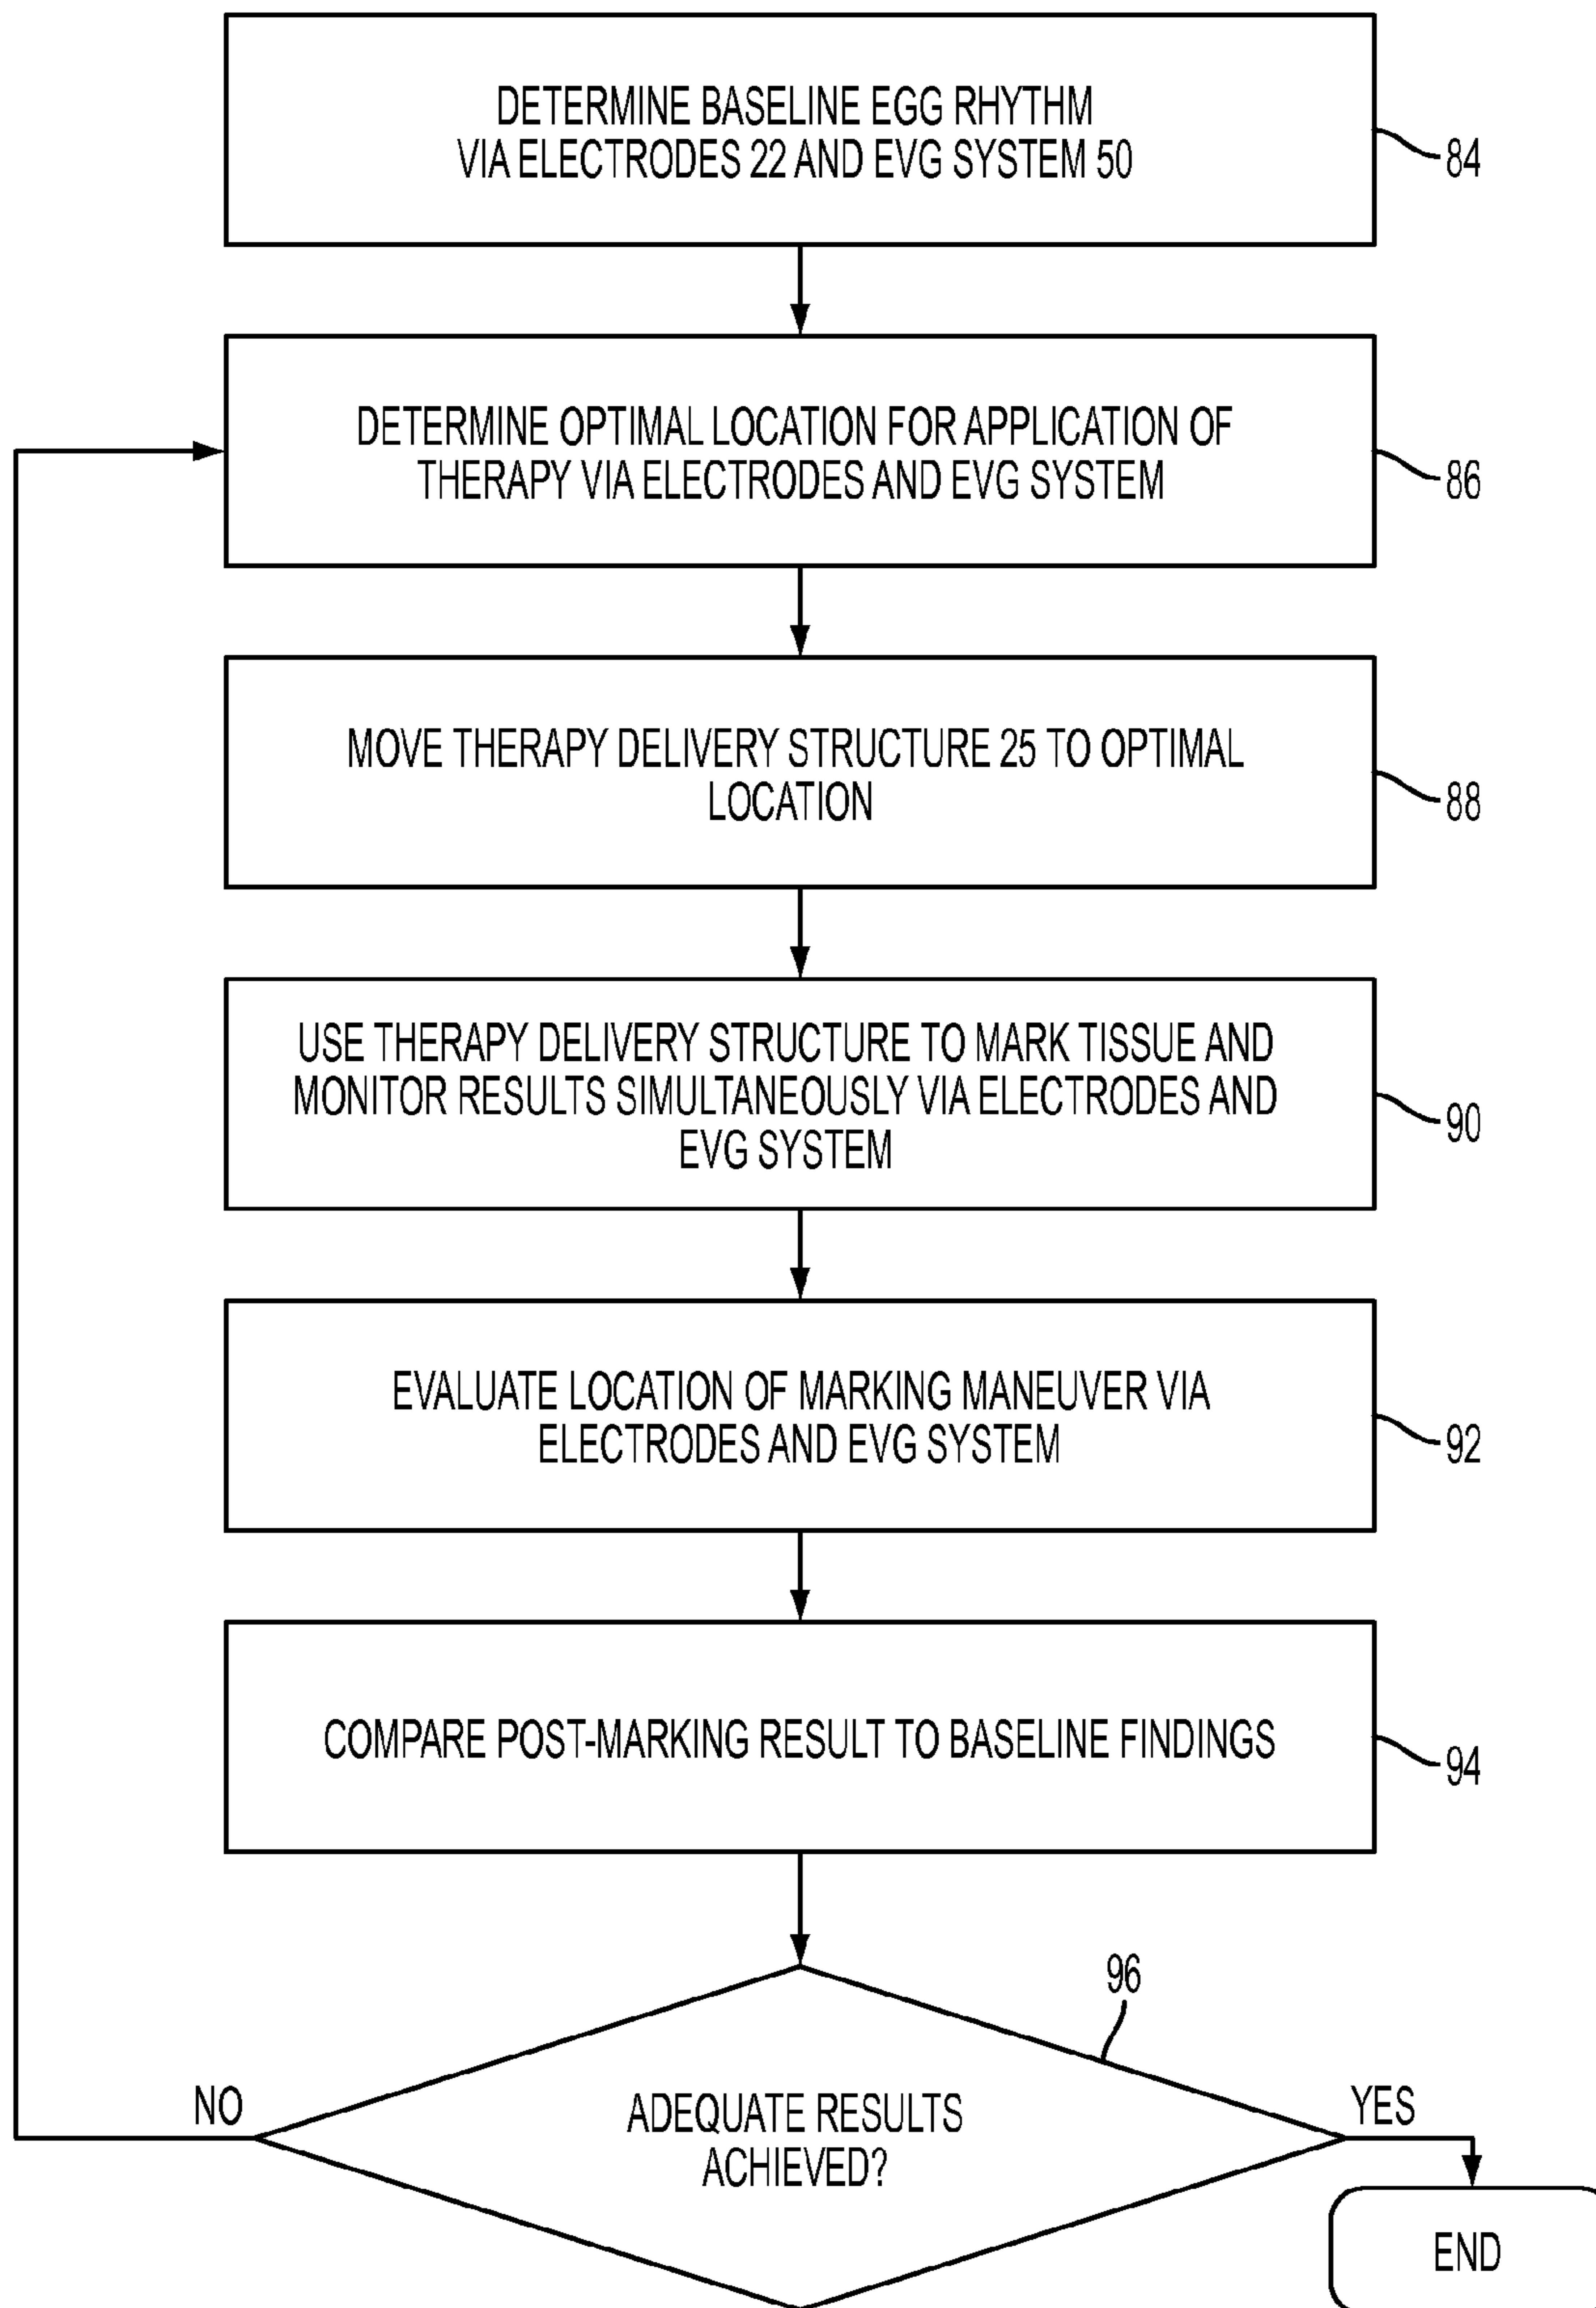 DETERMINE BASELINE EGG RHYTHM
VIA ELECTRODES 22 AND EVG SYSTEM 50
84
DETERMINE OPTIMAL LOCATION FOR APPLICATION OF
THERAPY VIA ELECTRODES AND EVG SYSTEM
86
MOVE THERAPY DELIVERY STRUCTURE 25 TO OPTIMAL
LOCATION
88
USE THERAPY DELIVERY STRUCTURE TO MARK TISSUE AND
MONITOR RESULTS SIMULTANEOUSLY VIA ELECTRODES AND
EVG SYSTEM
90
EVALUATE LOCATION OF MARKING MANEUVER VIA
ELECTRODES AND EVG SYSTEM
92
COMPARE POST-MARKING RESULT TO BASELINE FINDINGS
94
96
ADEQUATE RESULTS
ACHIEVED?
NO
YES
END